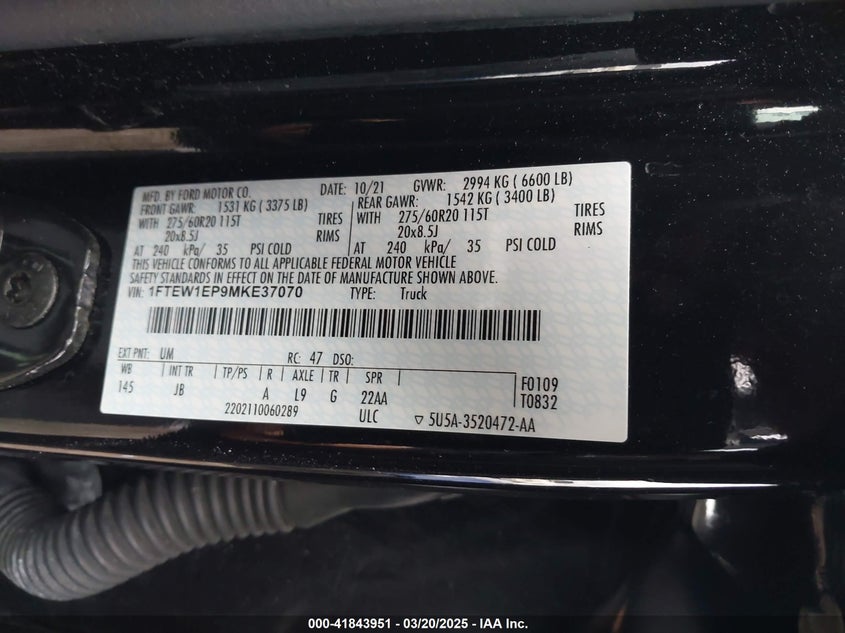 MFD. BY FORD MOTOR CO. DATE: 10/21 GVWR: 2994 KG ( 6600 LB)
FRONT GAWR: 1531 KG ( 3375 LB) REAR GAWR: 1542 KG ( 3400 LB)
WITH 275/60R20 115T TIRES WITH 275/60R20 115T TIRES
20x8.5J RIMS 20x8.5J RIMS
AT 240 kPa/ 35 PSI COLD AT 240 kPa/ 35 PSI COLD
THIS VEHICLE CONFORMS TO ALL APPLICABLE FEDERAL MOTOR VEHICLE
SAFETY STANDARDS IN EFFECT ON THE DATE OF MANUFACTURE SHOWN ABOVE.
VIN: 1FTEW1EP9MKE37070 TYPE: Truck
EXT PNT: UM RC: 47 DSO:
WB INT TR TP/PS R AXLE TR SPR F0109
145 JB A L9 G 22AA T0832
2202110060289 ULC ▽ 5U5A-3520472-AA
000-41843951 - 03/20/2025 - IAA Inc.